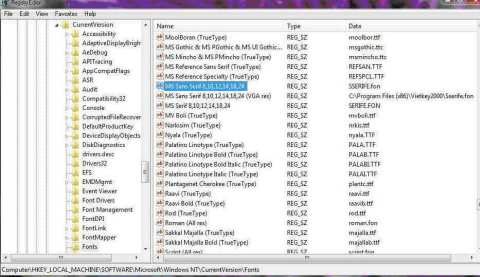 Registry Editor
File Edit View Favorites Help
CurrentVersion
Accessibility
AdaptiveDisplayBright
AeDebug
APITracing
AppCompatFlags
ASR
Audit
Compatibility32
Console
CorruptedFileRecover
DefaultProductKey
DeviceDisplayObjects
DiskDiagnostics
drivers.desc
Drivers32
EFS
EMDMgmt
Event Viewer
Font Drivers
Font Management
FontDPI
FontLink
FontMapper
Fonts
Name Type Data
MoolBoran (TrueType) REG_SZ moolbor.ttf
MS Gothic & MS PGothic & MS UI Gothic... REG_SZ msgothic.ttc
MS Mincho & MS PMincho (TrueType) REG_SZ msmincho.ttc
MS Reference Sans Serif (TrueType) REG_SZ REFSAN.TTF
MS Reference Specialty (TrueType) REG_SZ REFSPCL.TTF
MS Sans Serif 8,10,12,14,18,24 REG_SZ SSERIFE.fon
MS Sans Serif 8,10,12,14,18,24 (VGA res) REG_SZ C:\Program Files (x86)\Vietkey2000\Sserife.fon
MS Serif 8,10,12,14,18,24 REG_SZ SERIFE.FON
MV Boli (TrueType) REG_SZ mvboli.ttf
Narkisim (TrueType) REG_SZ nrkis.ttf
Nyala (TrueType) REG_SZ nyala.TTF
Palatino Linotype (TrueType) REG_SZ PALA.TTF
Palatino Linotype Bold (TrueType) REG_SZ PALAB.TTF
Palatino Linotype Bold Italic (TrueType) REG_SZ PALABI.TTF
Palatino Linotype Italic (TrueType) REG_SZ PALAI.TTF
Plantagenet Cherokee (TrueType) REG_SZ plantc.ttf
Raavi (TrueType) REG_SZ raavi.ttf
Raavi Bold (TrueType) REG_SZ raavib.ttf
Rod (TrueType) REG_SZ rod.ttf
Roman (All res) REG_SZ roman.fon
Sakkal Majalla (TrueType) REG_SZ majalla.ttf
Sakkal Majalla Bold (TrueType) REG_SZ majallab.ttf
Script (All res) REG_SZ script.fon
Computer\HKEY_LOCAL_MACHINE\SOFTWARE\Microsoft\Windows NT\CurrentVersion\Fonts